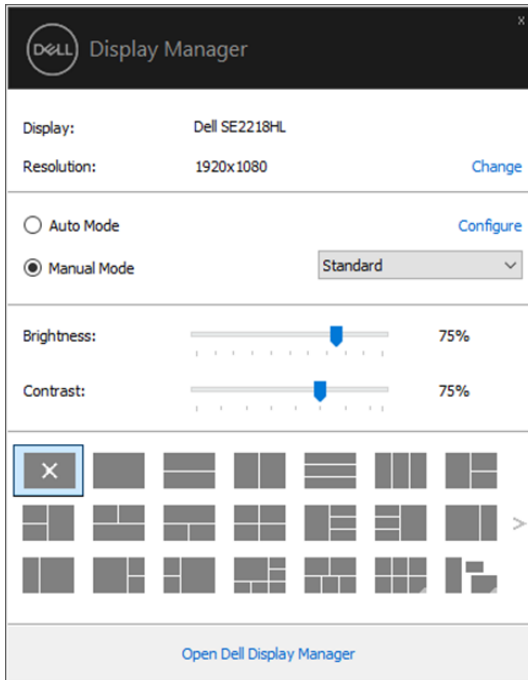 x
DELL Display Manager
Display: Dell SE2218HL
Resolution: 1920x1080 Change
Auto Mode Configure
Manual Mode Standard
Brightness: 75%
Contrast: 75%
Open Dell Display Manager